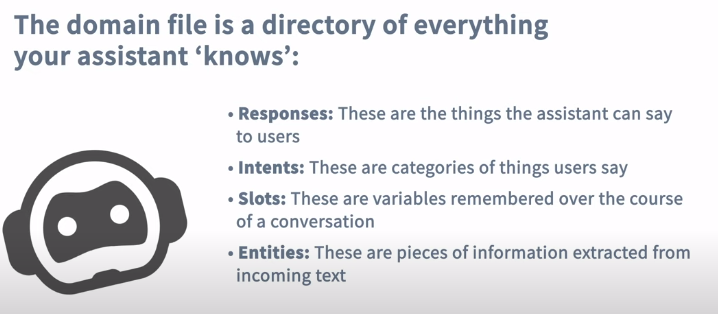 The domain file is a directory of everything
your assistant ‘knows’:
• Responses: These are the things the assistant can say
to users
• Intents: These are categories of things users say
• Slots: These are variables remembered over the course
of a conversation
• Entities: These are pieces of information extracted from
incoming text